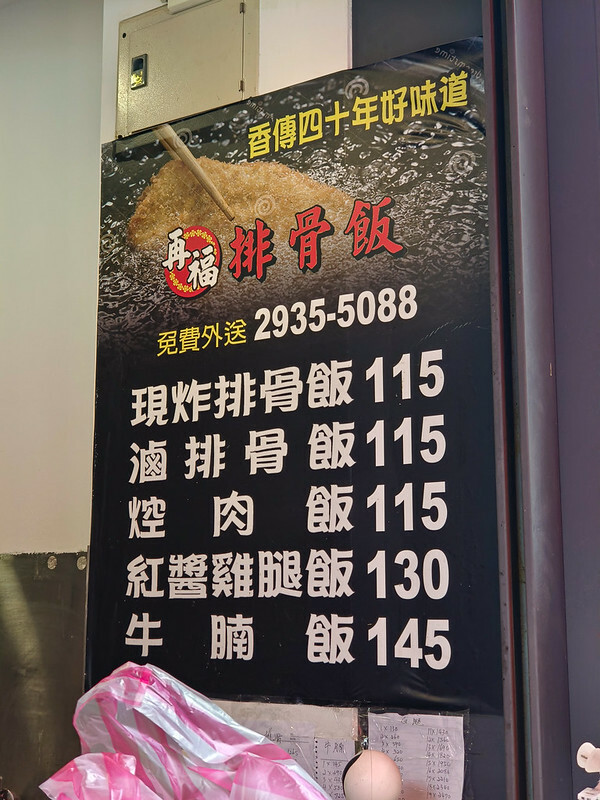 香傳四十年好味道
再福 排骨飯
免費外送 2935-5088
現炸排骨飯 115
滷排骨飯 115
焢肉飯 115
紅醬雞腿飯 130
牛腩飯 145